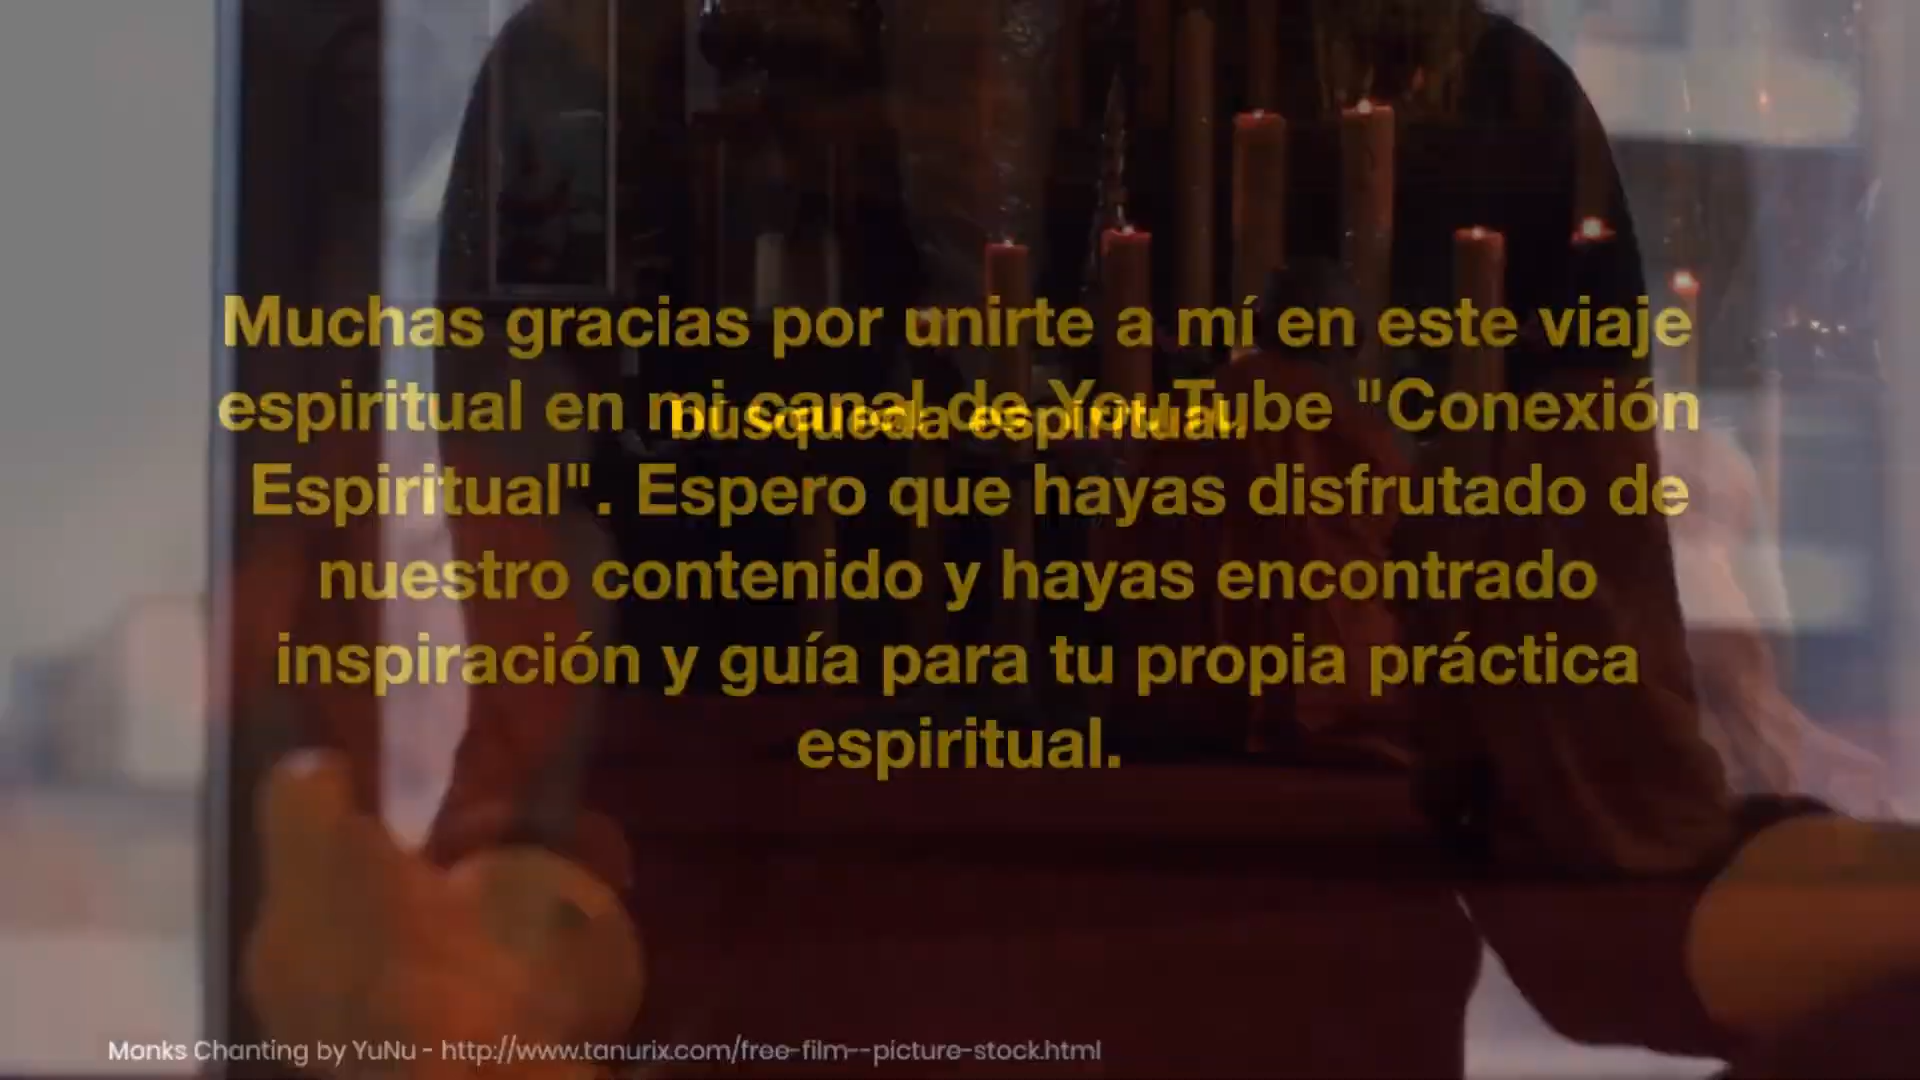 Muchas gracias por unirte a mí en este viaje
espiritual en mi canal de YouTube "Conexión
búsqueda espiritual.
Espiritual". Espero que hayas disfrutado de
nuestro contenido y hayas encontrado
inspiración y guía para tu propia práctica
espiritual.
Monks Chanting by YuNu - http://www.tanurix.com/free-film--picture-stock.html